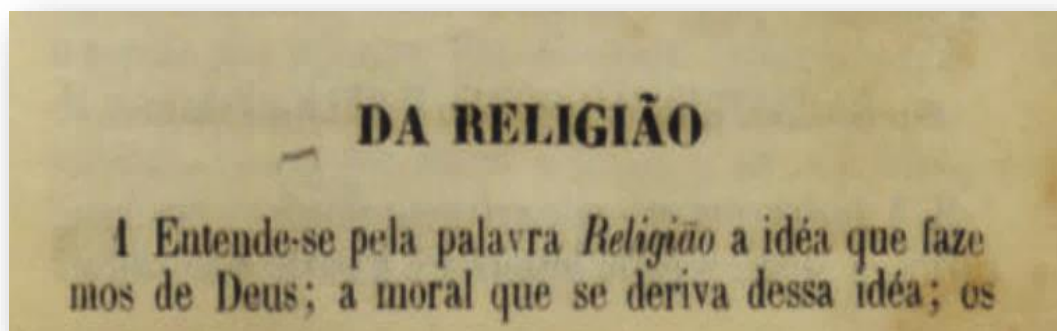 DA RELIGIÃO
1 Entende-se pela palavra Religião a idéa que faze
mos de Deus; a moral que se deriva dessa idéa; os